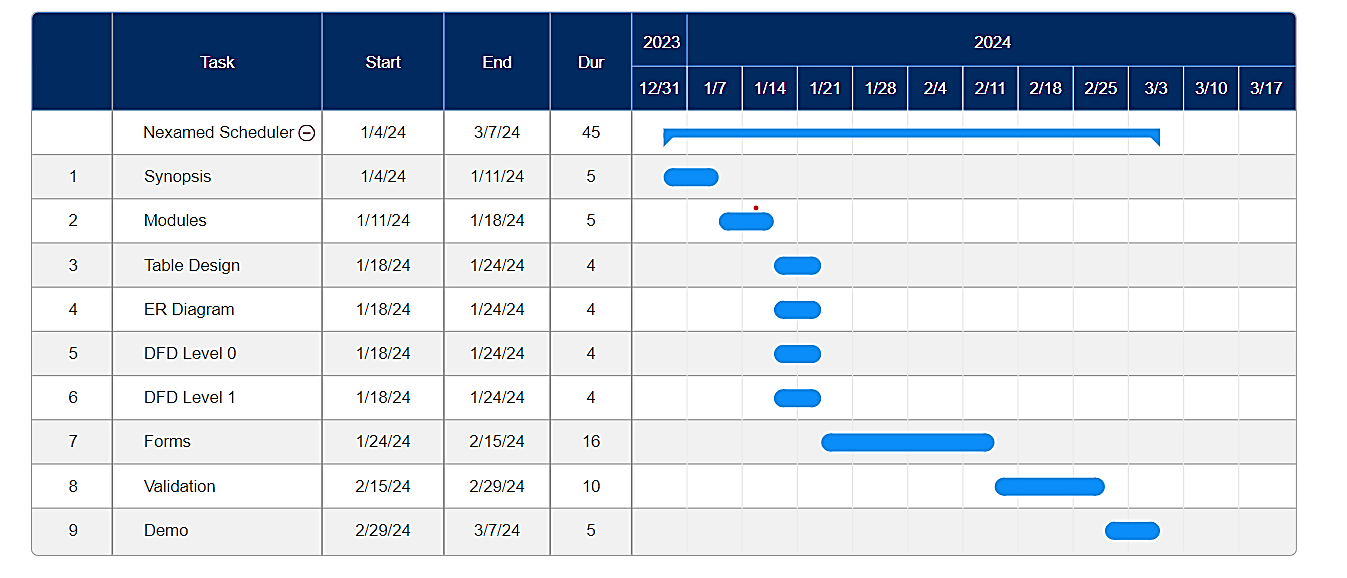 Task Start End Dur 2023 2024
12/31 1/7 1/14 1/21 1/28 2/4 2/11 2/18 2/25 3/3 3/10 3/17
Nexamed Scheduler 1/4/24 3/7/24 45
1 Synopsis 1/4/24 1/11/24 5
2 Modules 1/11/24 1/18/24 5
3 Table Design 1/18/24 1/24/24 4
4 ER Diagram 1/18/24 1/24/24 4
5 DFD Level 0 1/18/24 1/24/24 4
6 DFD Level 1 1/18/24 1/24/24 4
7 Forms 1/24/24 2/15/24 16
8 Validation 2/15/24 2/29/24 10
9 Demo 2/29/24 3/7/24 5